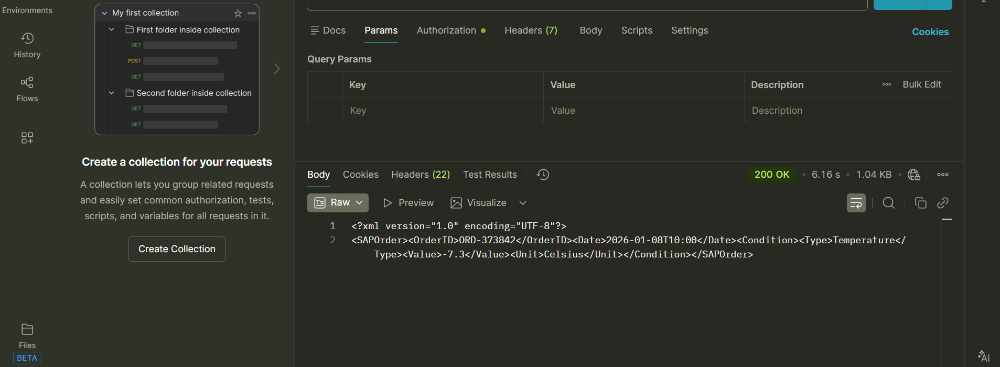 Environments
History
Flows
Files
BETA
My first collection
First folder inside collection
GET
POST
GET
Second folder inside collection
GET
GET
Create a collection for your requests
A collection lets you group related requests
and easily set common authorization, tests,
scripts, and variables for all requests in it.
Create Collection
Docs Params Authorization Headers (7) Body Scripts Settings Cookies
Query Params
Key Value Description Bulk Edit
Key Value Description
Body Cookies Headers (22) Test Results 200 OK • 6.16 s • 1.04 KB •
Raw Preview Visualize
1 <?xml version="1.0" encoding="UTF-8"?>
2 <SAPOrder><OrderID>ORD-373842</OrderID><Date>2026-01-08T10:00</Date><Condition><Type>Temperature</
Type><Value>-7.3</Value><Unit>Celsius</Unit></Condition></SAPOrder>
AI